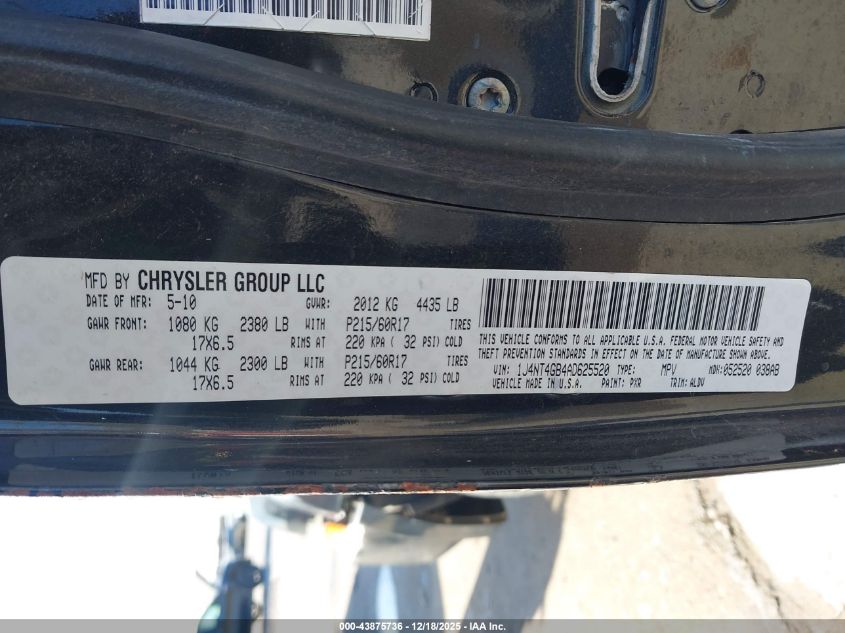 MFD BY CHRYSLER GROUP LLC
DATE OF MFR: 5-10 GVWR: 2012 KG 4435 LB
GAWR FRONT: 1080 KG 2380 LB WITH P215/60R17 TIRES
17X6.5 RIMS AT 220 KPA ( 32 PSI) COLD
GAWR REAR: 1044 KG 2300 LB WITH P215/60R17 TIRES
17X6.5 RIMS AT 220 KPA ( 32 PSI) COLD
THIS VEHICLE CONFORMS TO ALL APPLICABLE U.S.A. FEDERAL MOTOR VEHICLE SAFETY AND
THEFT PREVENTION STANDARDS IN EFFECT ON THE DATE OF MANUFACTURE SHOWN ABOVE.
VIN: 1J4NT4GB4AD625520 TYPE: MPV MDH: 052520 038AB
VEHICLE MADE IN U.S.A. PAINT: PXR TRIM: ALDV
000-43875736 - 12/18/2025 - IAA Inc.